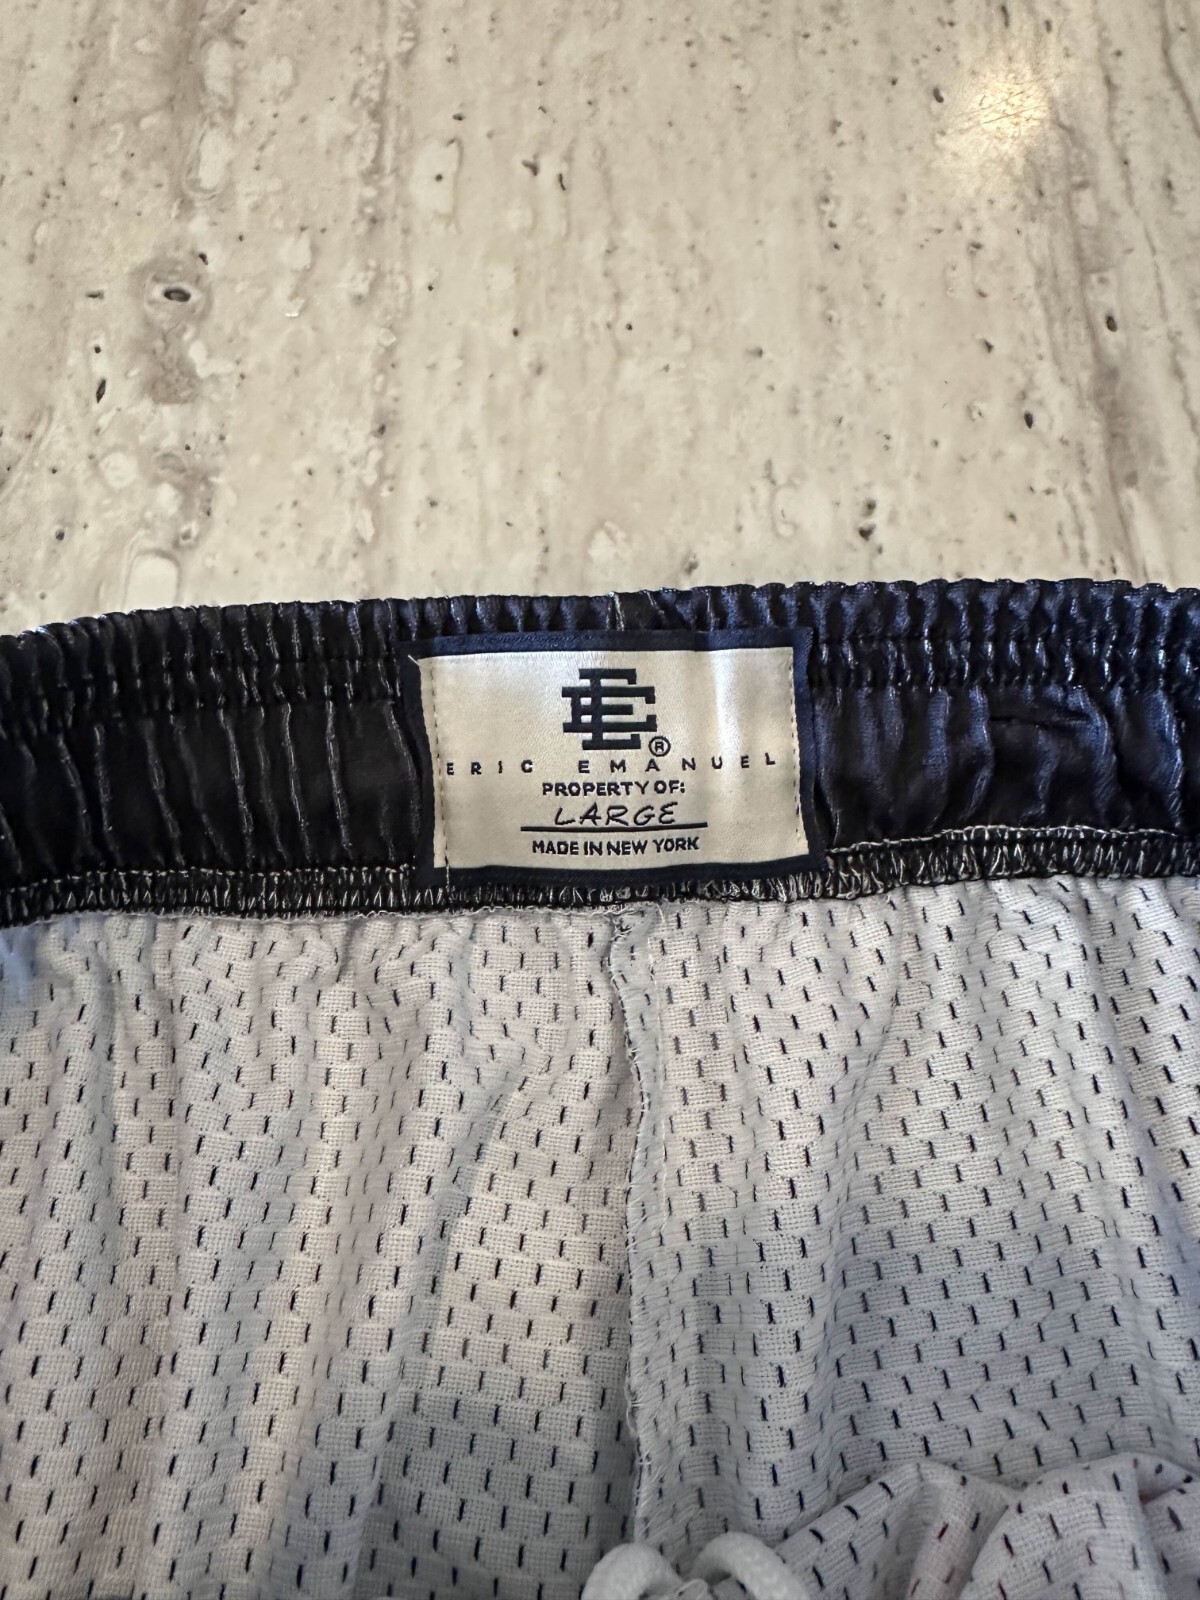 EE®
ERIC EMANUEL
PROPERTY OF:
LARGE
MADE IN NEW YORK